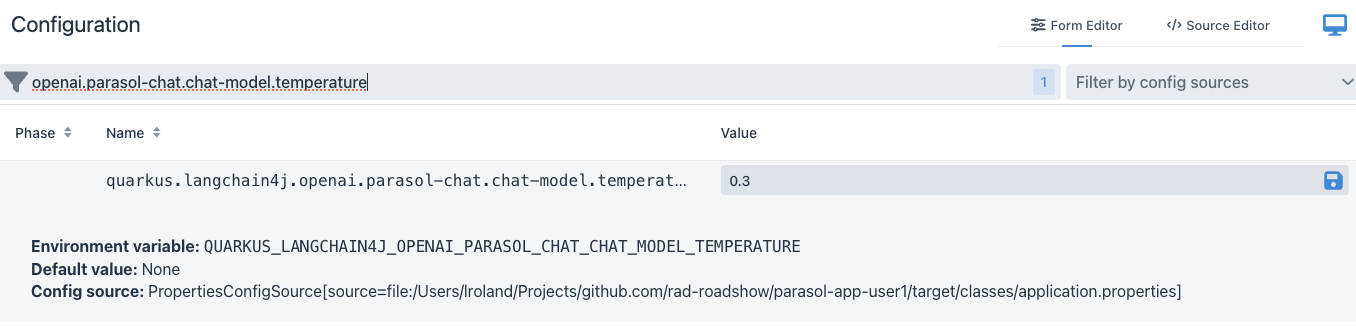 Configuration
Form Editor
</> Source Editor
openai.parasol-chat.chat-model.temperature
1
Filter by config sources
Phase Name Value
quarkus.langchain4j.openai.parasol-chat.chat-model.temperat... 0.3
Environment variable: QUARKUS_LANGCHAIN4J_OPENAI_PARASOL_CHAT_CHAT_MODEL_TEMPERATURE
Default value: None
Config source: PropertiesConfigSource[source=file:/Users/lroland/Projects/github.com/rad-roadshow/parasol-app-user1/target/classes/application.properties]